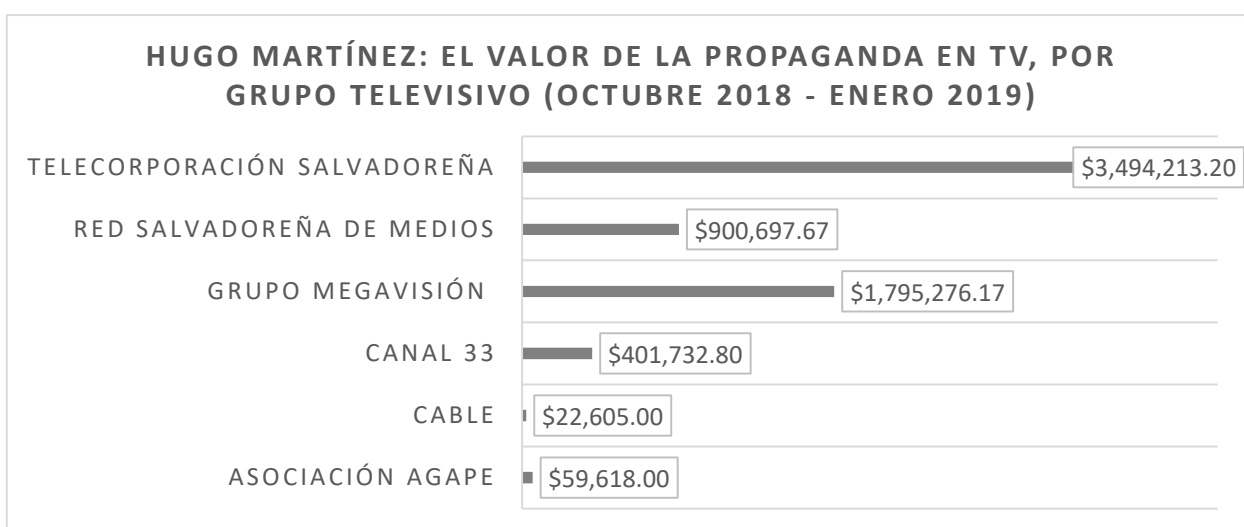 HUGO MARTÍNEZ: EL VALOR DE LA PROPAGANDA EN TV, POR
GRUPO TELEVISIVO (OCTUBRE 2018 - ENERO 2019)
TELECORPORACIÓN SALVADOREÑA $3,494,213.20
RED SALVADOREÑA DE MEDIOS $900,697.67
GRUPO MEGAVISIÓN $1,795,276.17
CANAL 33 $401,732.80
CABLE $22,605.00
ASOCIACIÓN AGAPE $59,618.00